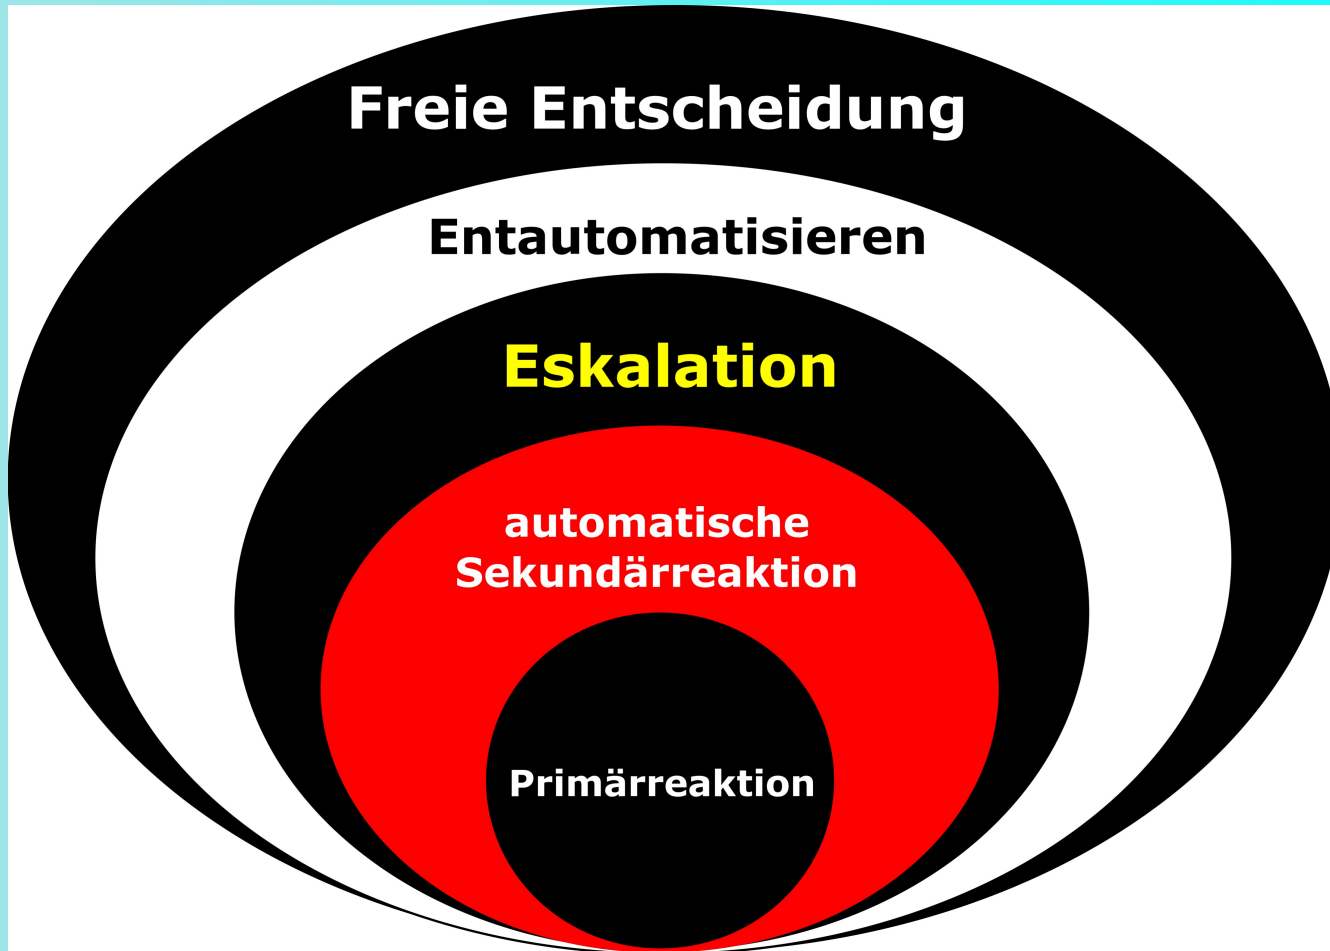 Freie Entscheidung
Entautomatisieren
Eskalation
automatische
Sekundärreaktion
Primärreaktion